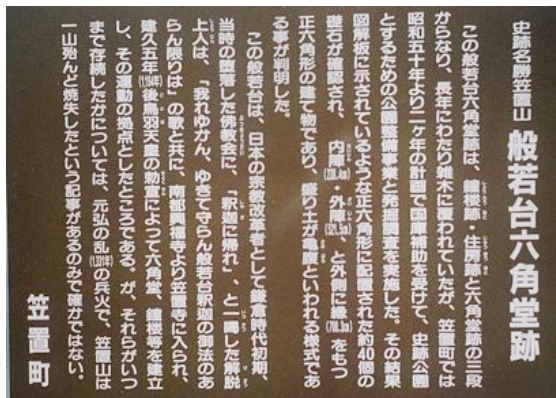 史跡名勝笠置山 般若台六角堂跡
この般若台六角堂跡は、鐘楼跡・住房跡と六角堂跡の三段
からなり、長年にわたり雑木に覆われていたが、笠置町では
昭和五十年より二ヶ年の計画で国庫補助を受けて、史跡公園
とするための公園整備事業と発掘調査を実施した。その結果
図解板に示されているような正六角形に配置された約40個の
礎石が確認され、内陣・外陣、と外側に縁をもつ
正六角形の建て物であり、盛り土が亀腹といわれる様式であ
る事が判明した。
この般若台は、日本の宗教改革者として鎌倉時代初期、
当時の堕落した佛教会に、「釈迦に帰れ」、と一喝した解脱
上人は、「我れゆかん、ゆきて守らん般若台釈迦の御法のあ
らん限りは」の歌と共に、南都興福寺より笠置寺に入られ、
建久五年(1,194年)後鳥羽天皇の勅宣によって六角堂、鐘楼等を建立
し、その運動の拠点としたところである。が、それらがいつ
まで存続したかについては、元弘の乱(1,331年)の兵火で、笠置山は
一山殆んど焼失したという記事があるのみで確かではない。
笠置町